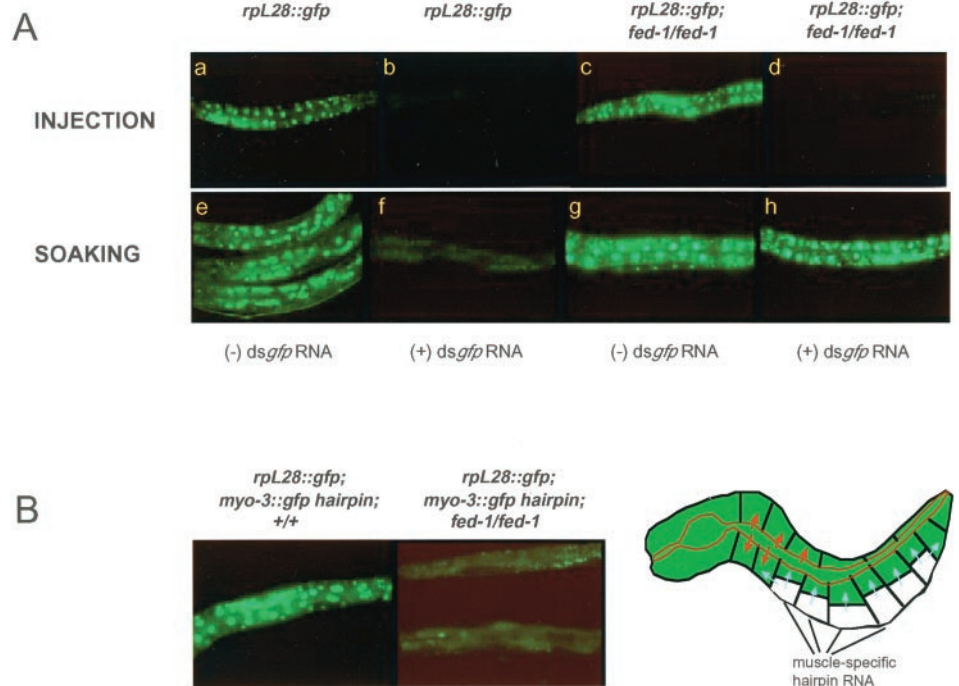 A
rpL28::gfp
rpL28::gfp
rpL28::gfp;
fed-1/fed-1
rpL28::gfp;
fed-1/fed-1
INJECTION
a
b
c
d
SOAKING
e
f
g
h
(-) dsgfp RNA
(+) dsgfp RNA
(-) dsgfp RNA
(+) dsgfp RNA
B
rpL28::gfp;
myo-3::gfp hairpin;
+/+
rpL28::gfp;
myo-3::gfp hairpin;
fed-1/fed-1
muscle-specific
hairpin RNA